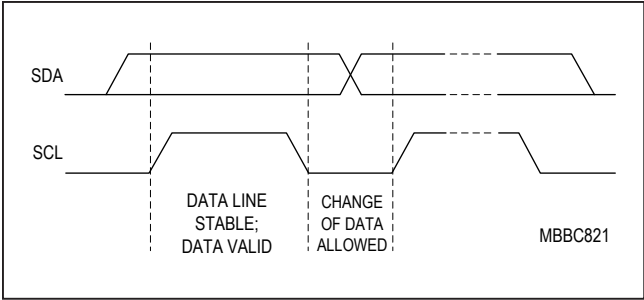 SDA
SCL
DATA LINE
STABLE;
DATA VALID
CHANGE
OF DATA
ALLOWED
MBBC821